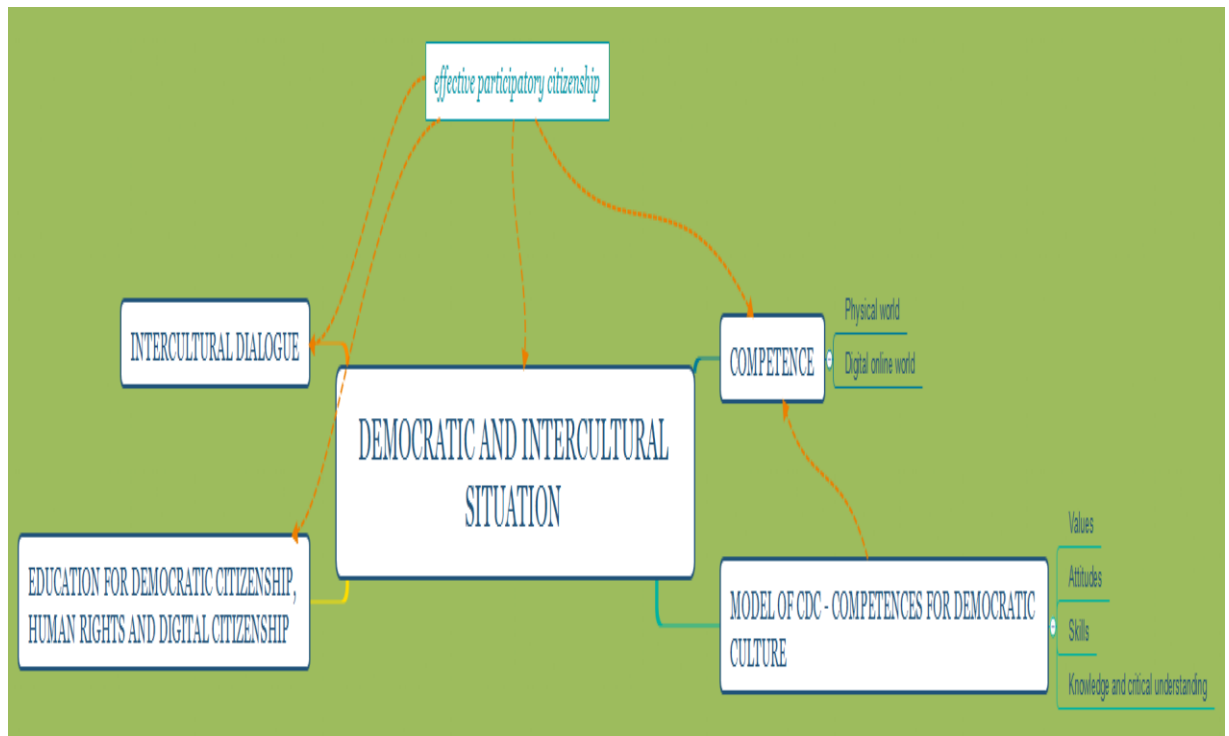 effective participatory citizenship
INTERCULTURAL DIALOGUE
DEMOCRATIC AND INTERCULTURAL
SITUATION
COMPETENCE
Physical world
Digital online world
EDUCATION FOR DEMOCRATIC CITIZENSHIP,
HUMAN RIGHTS AND DIGITAL CITIZENSHIP
MODEL OF CDC - COMPETENCES FOR DEMOCRATIC
CULTURE
Values
Attitudes
Skills
Knowledge and critical understanding